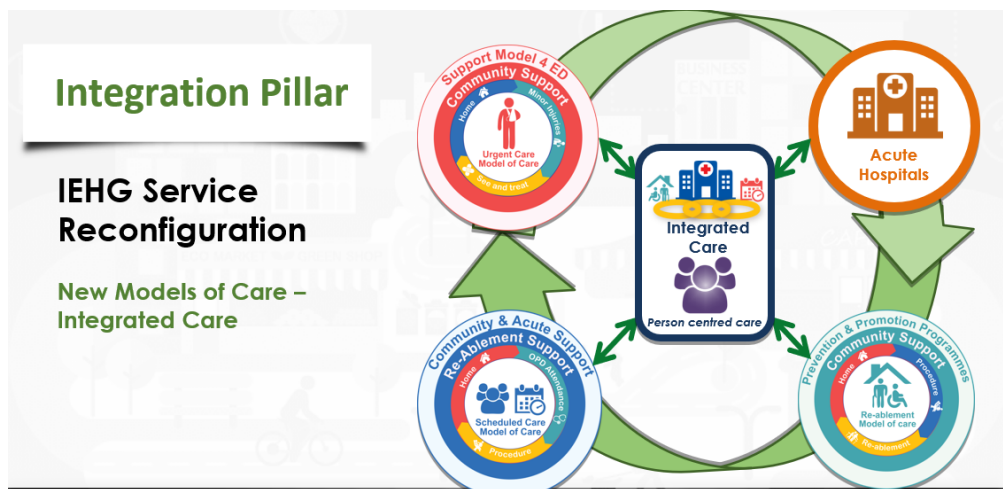 Integration Pillar
IEHG Service
Reconfiguration
New Models of Care –
Integrated Care
Support Model 4 ED
Community Support
Home
Minor Injuries
See and treat
Urgent Care
Model of Care
BUSINESS
CENTER
Acute
Hospitals
Integrated
Care
Person centred care
Community & Acute Support
Re-Ablement Support
Home
OPD Attendance
Procedure
Scheduled Care
Model of Care
Prevention & Promotion Programmes
Community Support
Home
Procedure
Re-ablement
Re-ablement
Model of care